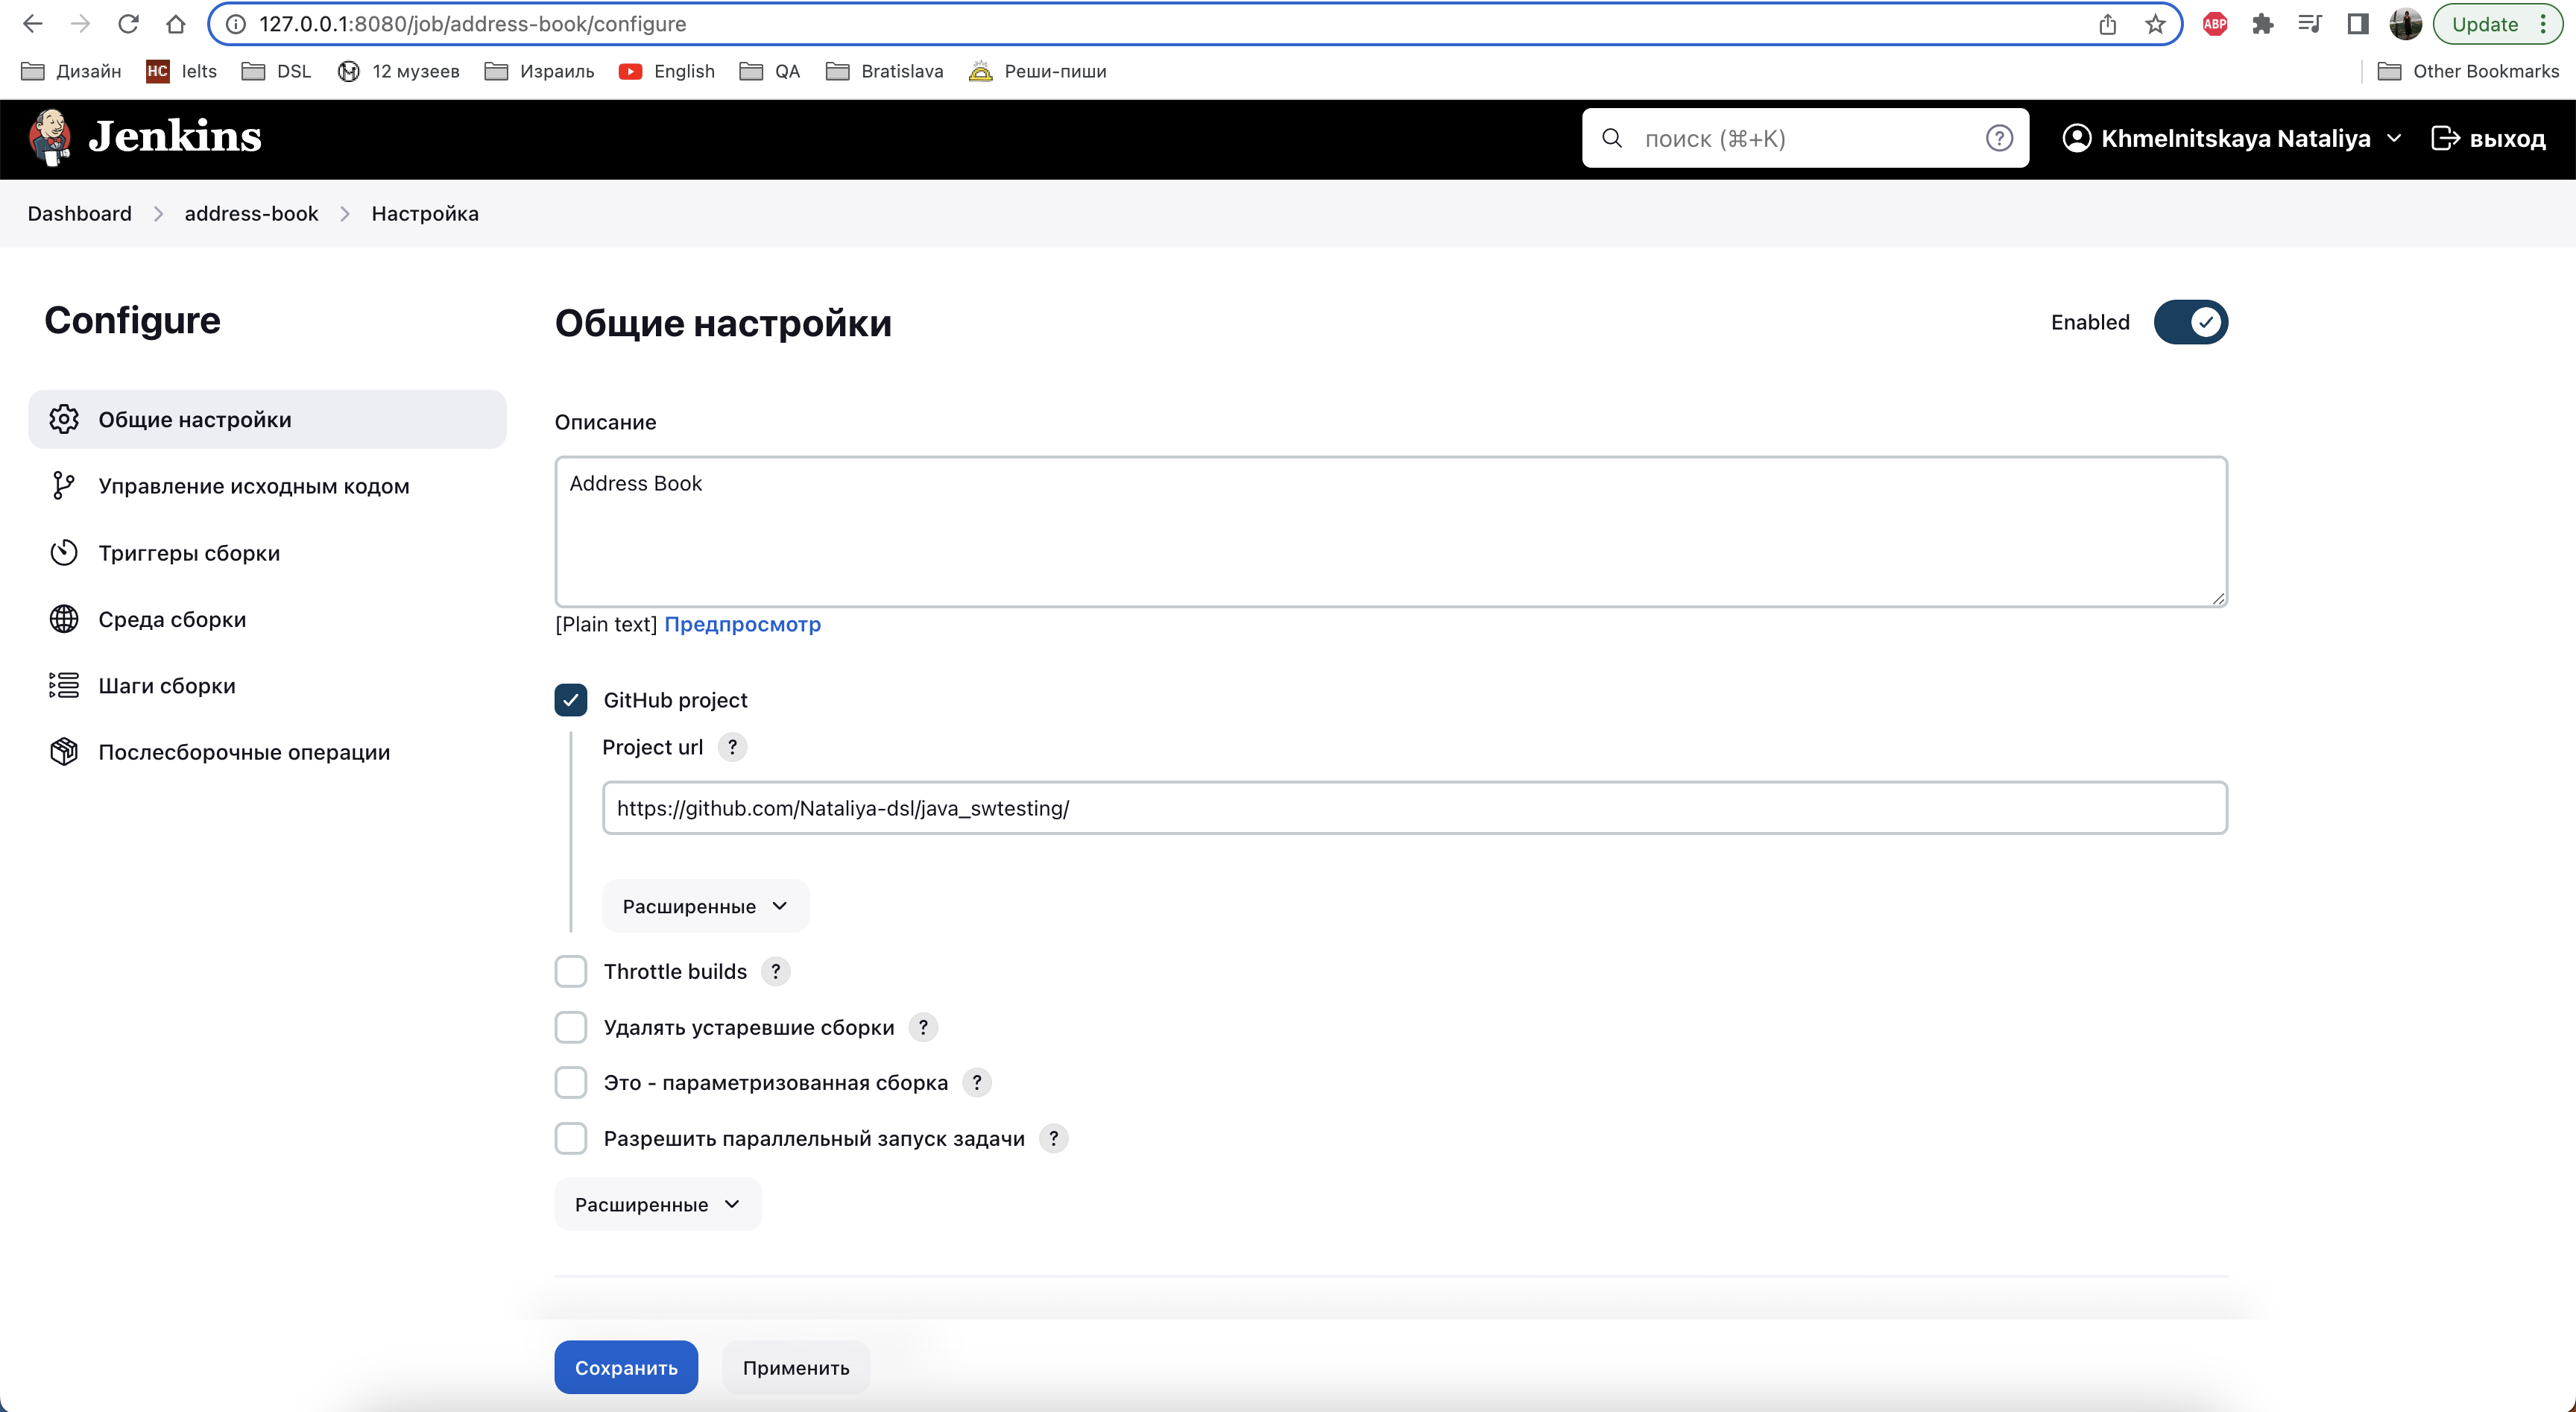 127.0.0.1:8080/job/address-book/configure
ABP
Update
Дизайн
HC Ielts
DSL
12 музеев
Израиль
English
QA
Bratislava
Реши-пиши
Other Bookmarks
Jenkins
поиск (⌘+K)
?
Khmelnitskaya Nataliya
выход
Dashboard
address-book
Настройка
Configure
Общие настройки
Управление исходным кодом
Триггеры сборки
Среда сборки
Шаги сборки
Послесборочные операции
Общие настройки
Enabled
Описание
Address Book
[Plain text] Предпросмотр
GitHub project
Project url ?
https://github.com/Nataliya-dsl/java_swtesting/
Расширенные
Throttle builds ?
Удалять устаревшие сборки ?
Это - параметризованная сборка ?
Разрешить параллельный запуск задачи ?
Расширенные
Сохранить
Применить